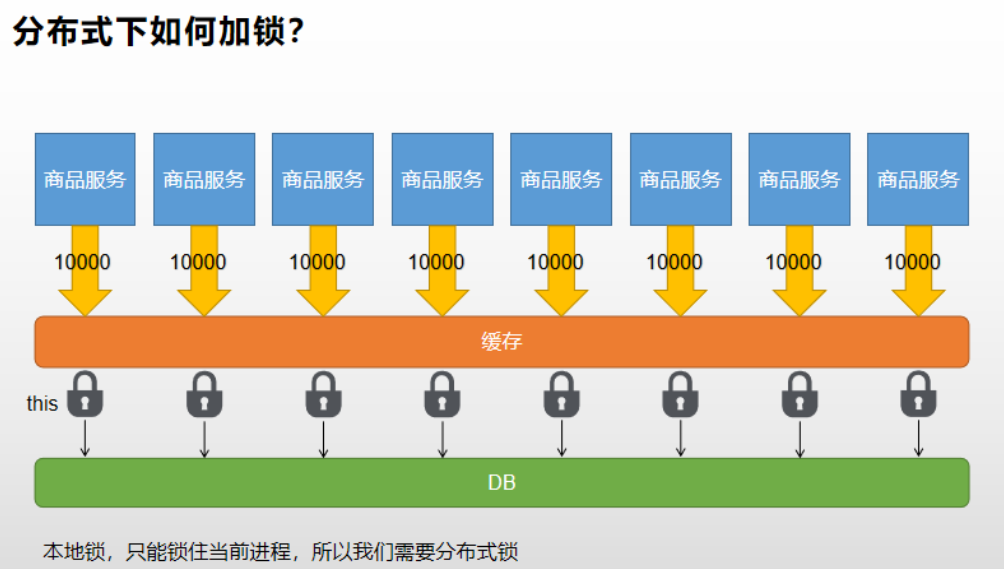 分布式下如何加锁？
商品服务 商品服务 商品服务 商品服务 商品服务 商品服务 商品服务 商品服务
10000 10000 10000 10000 10000 10000 10000 10000
缓存
this
DB
本地锁，只能锁住当前进程，所以我们需要分布式锁